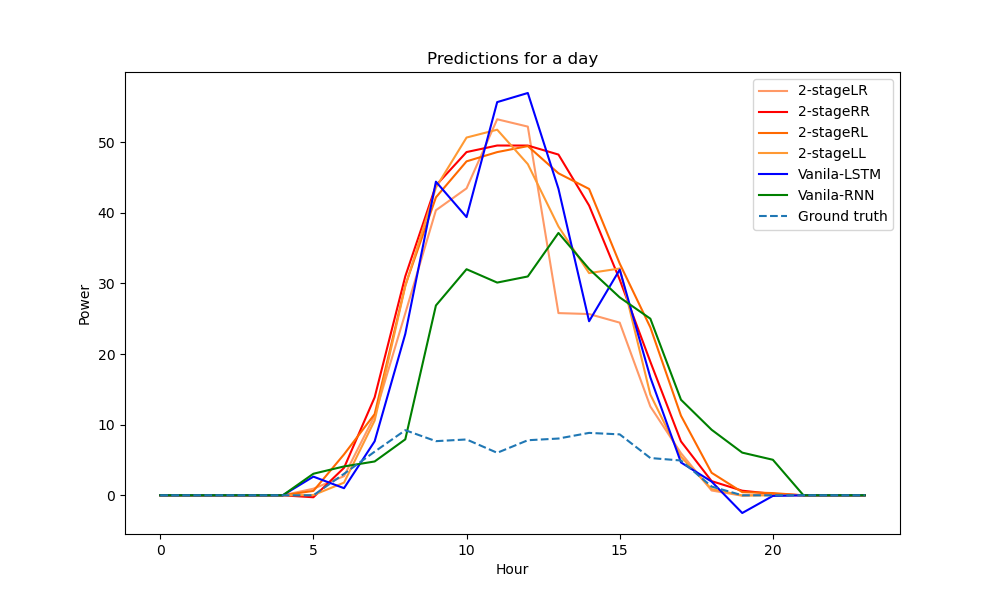 Predictions for a day
2-stageLR
2-stageRR
2-stageRL
2-stageLL
Vanila-LSTM
Vanila-RNN
Ground truth
Power
50
40
30
20
10
0
0 5 10 15 20
Hour